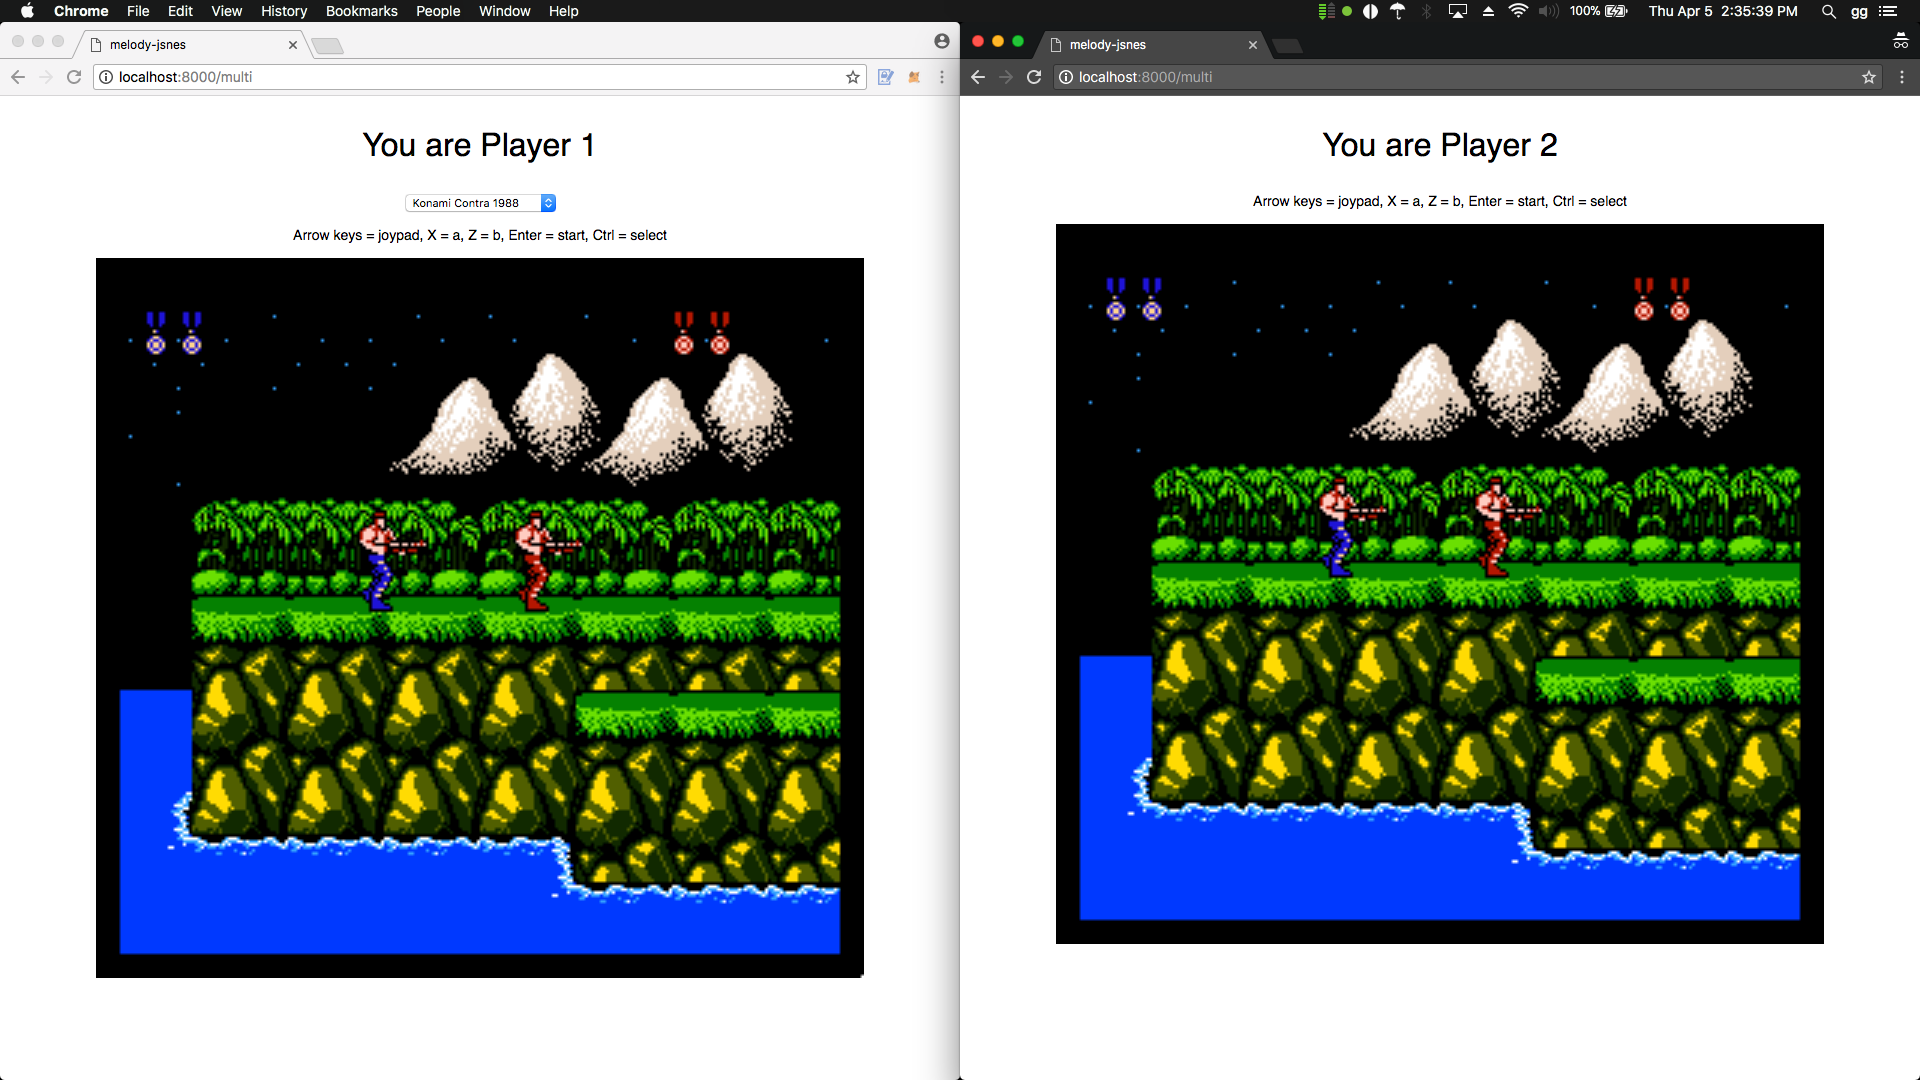 Chrome File Edit View History Bookmarks People Window Help 100% Thu Apr 5 2:35:39 PM gg
melody-jsnes
localhost:8000/multi
You are Player 1
Konami Contra 1988
Arrow keys = joypad, X = a, Z = b, Enter = start, Ctrl = select
melody-jsnes
localhost:8000/multi
You are Player 2
Arrow keys = joypad, X = a, Z = b, Enter = start, Ctrl = select